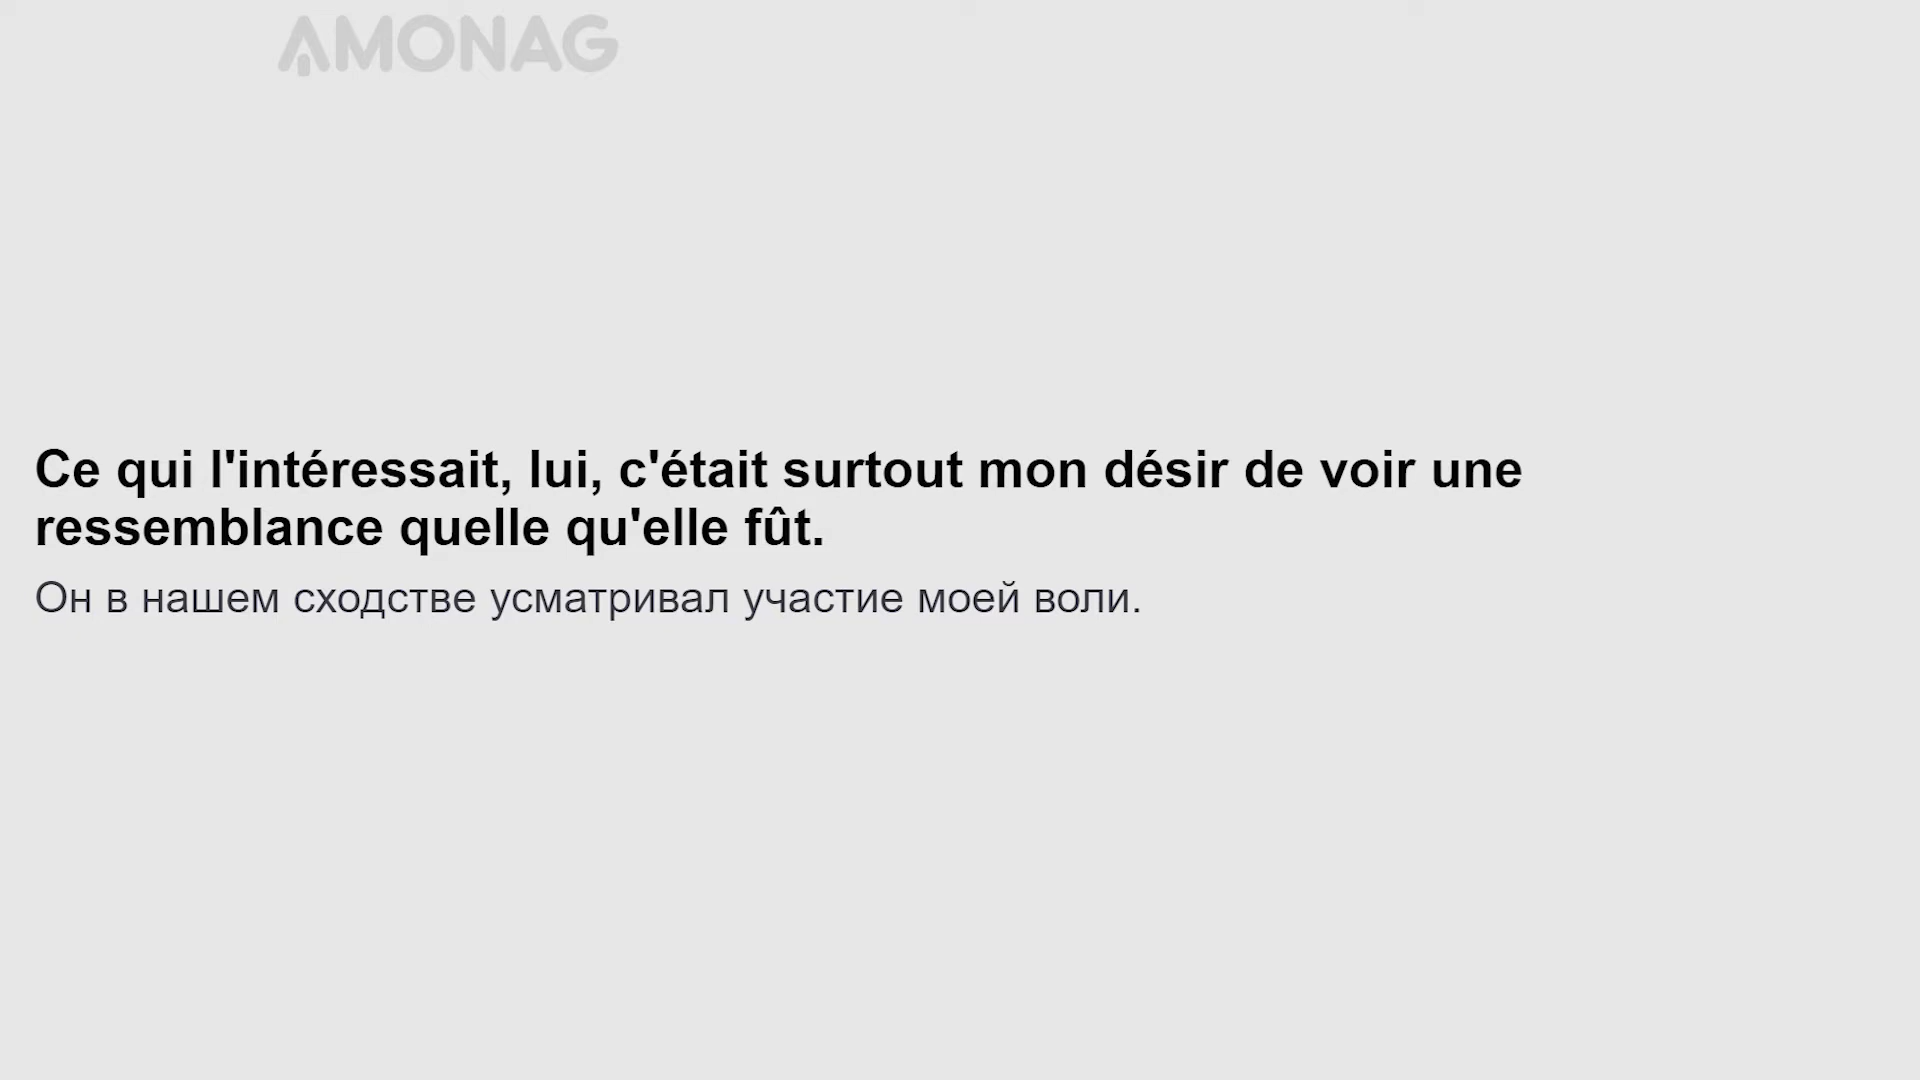 AMONAG
Ce qui l'intéressait, lui, c'était surtout mon désir de voir une
ressemblance quelle qu'elle fût.
Он в нашем сходстве усматривал участие моей воли.